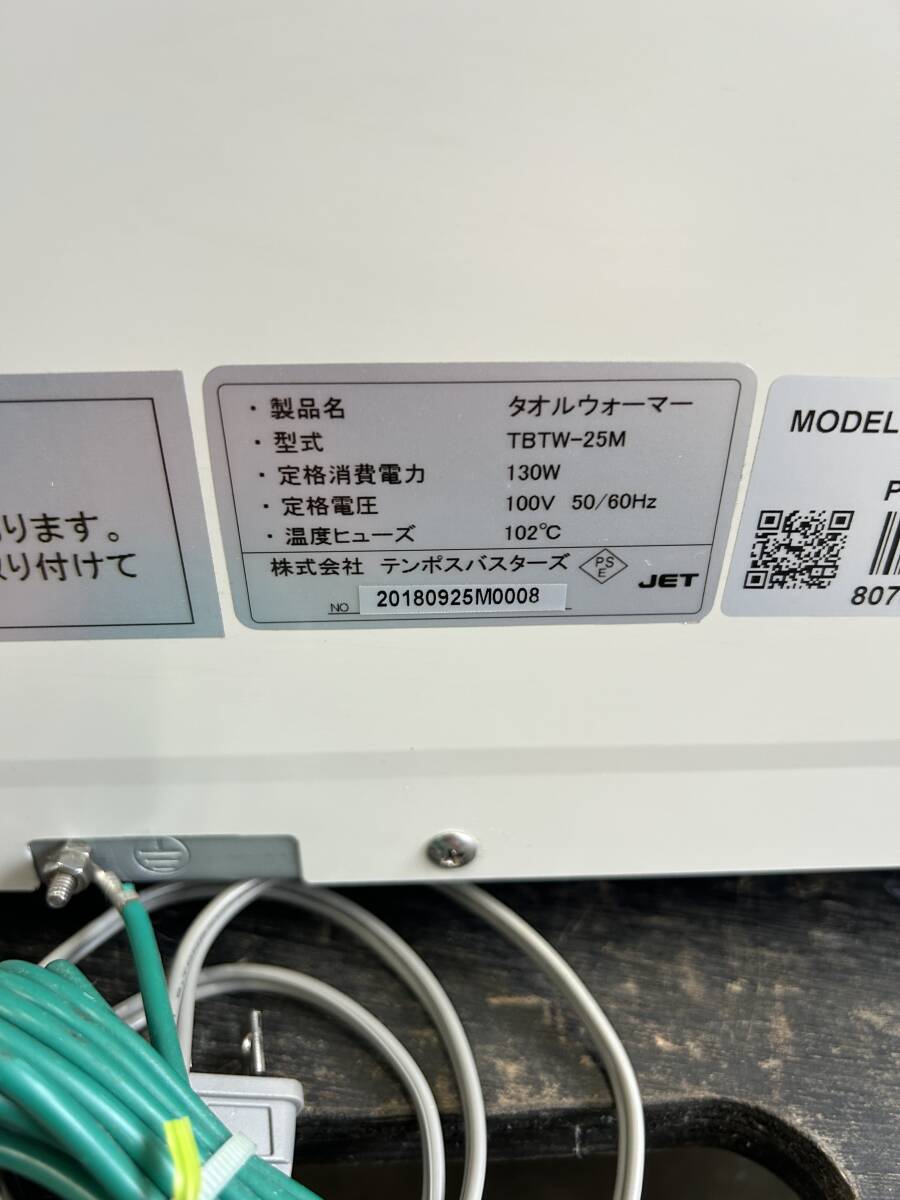 ります。
り付けて
・製品名 タオルウォーマー
・型式 TBTW-25M
・定格消費電力 130W
・定格電圧 100V 50/60Hz
・温度ヒューズ 102℃
株式会社 テンポスバスターズ PS E JET
NO 20180925M0008
MODEL
P
807